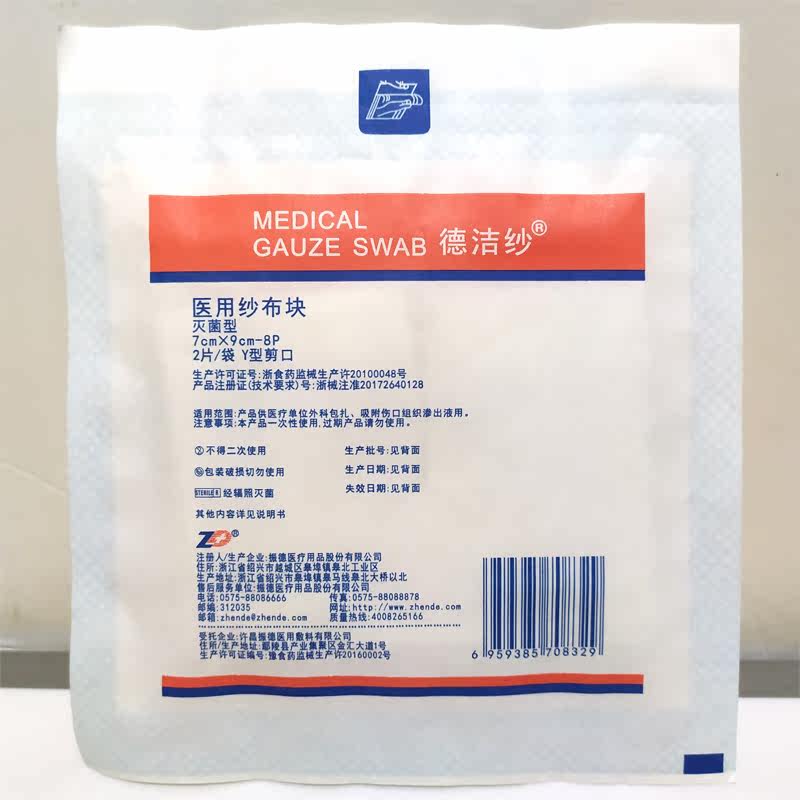 MEDICAL
GAUZE SWAB 德洁纱®
医用纱布块
灭菌型
7cm×9cm-8P
2片/袋 Y型剪口
生产许可证号:浙食药监械生产许20100048号
产品注册证(技术要求)号:浙械注准20172640128
适用范围:产品供医疗单位外科包扎、吸附伤口组织渗出液用。
注意事项:本产品一次性使用,过期产品请勿使用。
不得二次使用 生产批号:见背面
包装破损切勿使用 生产日期:见背面
STERILE R 经辐照灭菌 失效日期:见背面
其他内容详见说明书
ZD®
注册人/生产企业:振德医疗用品股份有限公司
住所:浙江省绍兴市越城区皋埠镇皋北工业区
生产地址:浙江省绍兴市皋埠镇皋马线皋北大桥以北
售后服务单位:振德医疗用品股份有限公司
电话:0575-88086666 传真:0575-88088878
邮编:312035 网址:http://www.zhende.com
邮箱:zhende@zhende.com 质量热线:4008265166
受托企业:许昌振德医用敷料有限公司
住所/生产地址:鄢陵县产业集聚区金汇大道1号
生产许可证编号:豫食药监械生产许20160002号
6 959385 708329